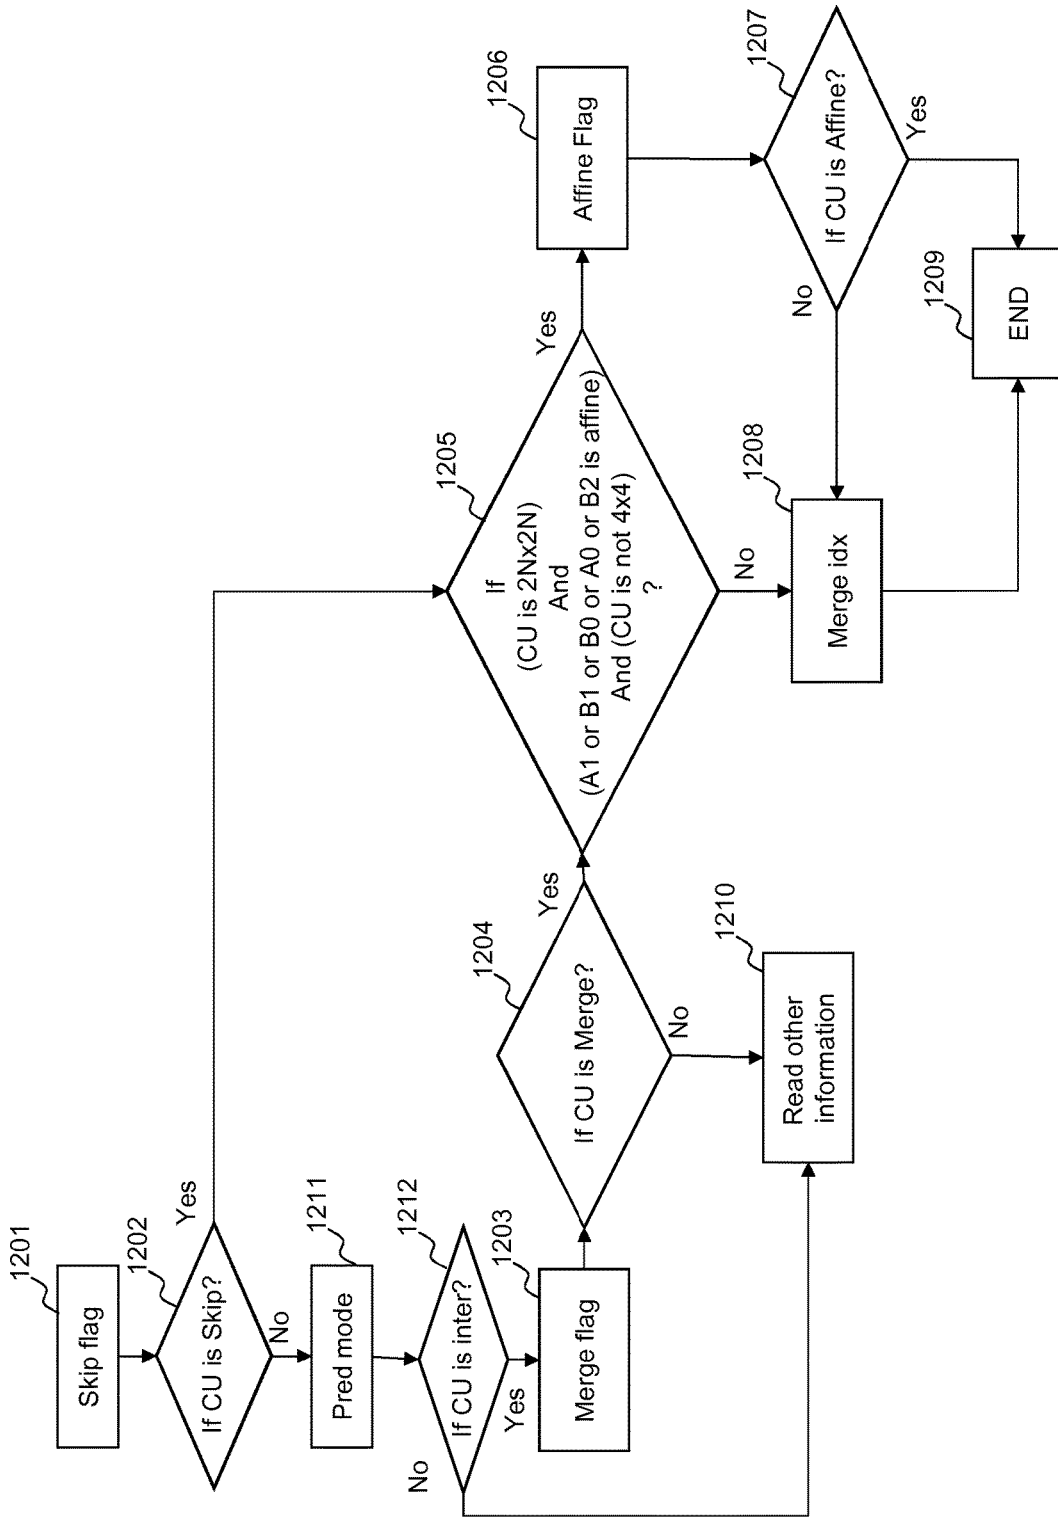 1201
Skip flag
1202
If CU is Skip?
Yes
No
1211
Pred mode
1212
If CU is inter?
No
Yes
1203
Merge flag
1204
If CU is Merge?
Yes
No
1210
Read other
information
1205
If
(CU is 2Nx2N)
And
(A1 or B1 or B0 or A0 or B2 is affine)
And (CU is not 4x4)
?
Yes
No
1206
Affine Flag
1207
If CU is Affine?
No
Yes
1208
Merge idx
1209
END